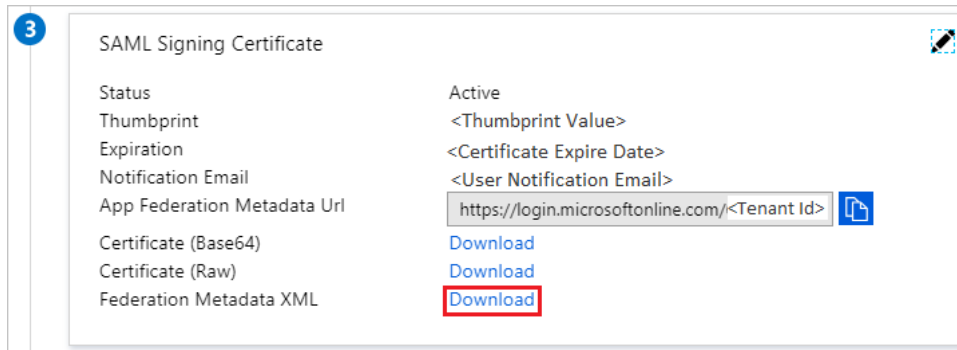 3
SAML Signing Certificate
Status Active
Thumbprint <Thumbprint Value>
Expiration <Certificate Expire Date>
Notification Email <User Notification Email>
App Federation Metadata Url https://login.microsoftonline.com/<Tenant Id>
Certificate (Base64) Download
Certificate (Raw) Download
Federation Metadata XML Download